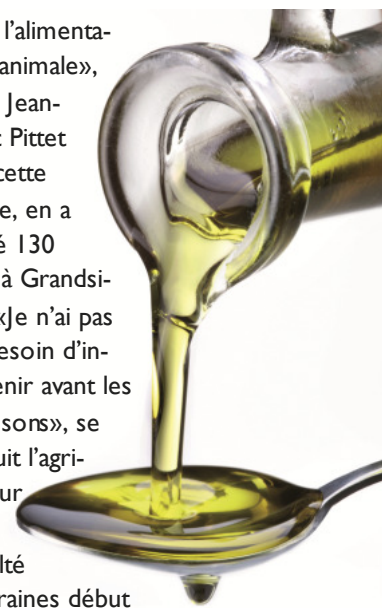 l'alimenta-
animale»,
Jean-
Pittet
cette
e, en a
é 130
à Grandsi-
«Je n'ai pas
esoin d'in-
enir avant les
sons», se
uit l'agri-
ur
lté
raines début